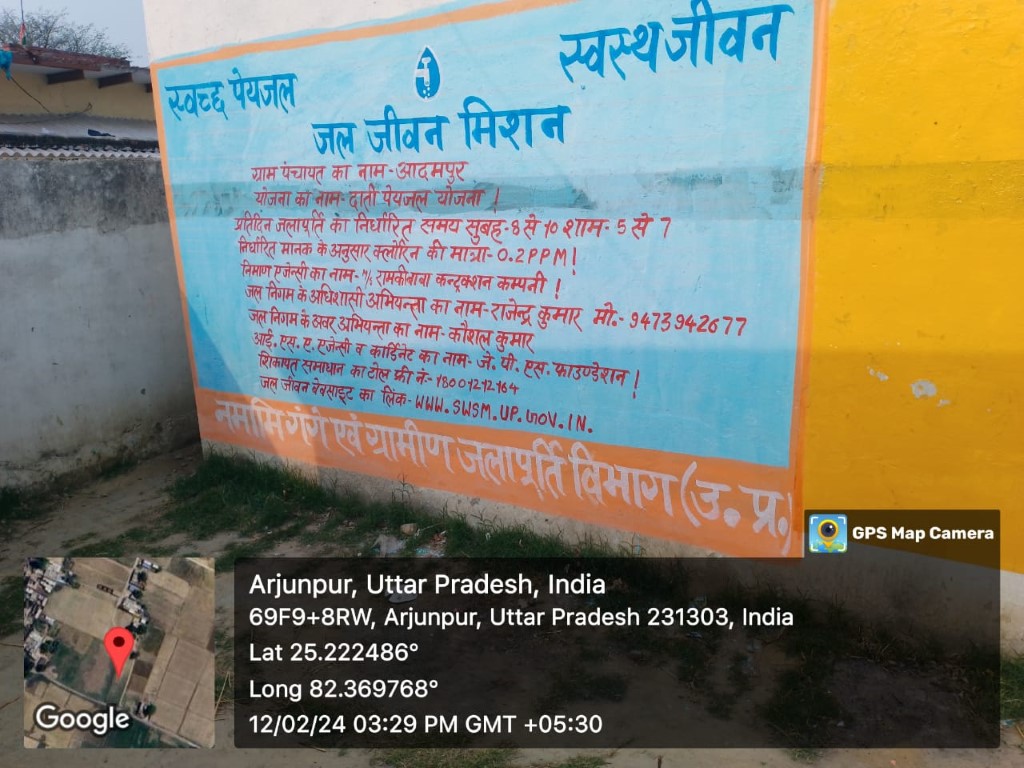 स्वच्छ पेयजल
स्वस्थ जीवन
जल जीवन मिशन
ग्राम पंचायत का नाम - आदमपुर
योजना का नाम - दाती पेयजल योजना !
प्रतिदिन जलापूर्ति का निर्धारित समय सुबह - 8 से 10 शाम - 5 से 7
निर्धारित मानक के अनुसार क्लोरिन की मात्रा - 0.2 PPM !
निमाण एजेन्सी का नाम - M/S रामकीबाबा कन्ट्रक्शन कम्पनी !
जल निगम के अधिशासी अभियन्ता का नाम - राजेन्द्र कुमार मो.- 9473942677
जल निगम के अवर अभियन्ता का नाम - कौशल कुमार
आई. एस. ए. एजेन्सी व कार्डिनेट का नाम - जे. पी. एस. फाउण्डेशन !
शिकायत समाधान का टोल फ्री नं:- 18001212164
जल जीवन वेबसाइट का लिंक - WWW.SWSM.UP.GOV.IN.
नमामि गंगे एवं ग्रामीण जलापूर्ति विभाग (उ. प्र.)
GPS Map Camera
Arjunpur, Uttar Pradesh, India
69F9+8RW, Arjunpur, Uttar Pradesh 231303, India
Lat 25.222486°
Long 82.369768°
12/02/24 03:29 PM GMT +05:30
Google